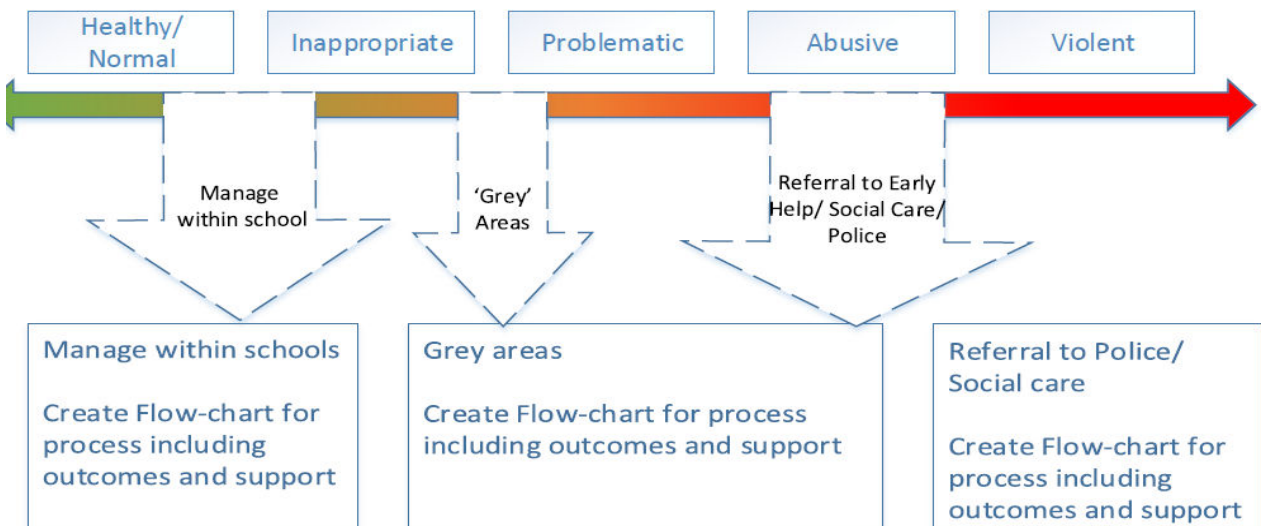 Healthy/
Normal
Inappropriate
Problematic
Abusive
Violent
Manage
within school
‘Grey’
Areas
Referral to Early
Help/ Social Care/
Police
Manage within schools
Create Flow-chart for
process including
outcomes and support
Grey areas
Create Flow-chart for process
including outcomes and support
Referral to Police/
Social care
Create Flow-chart for
process including
outcomes and support